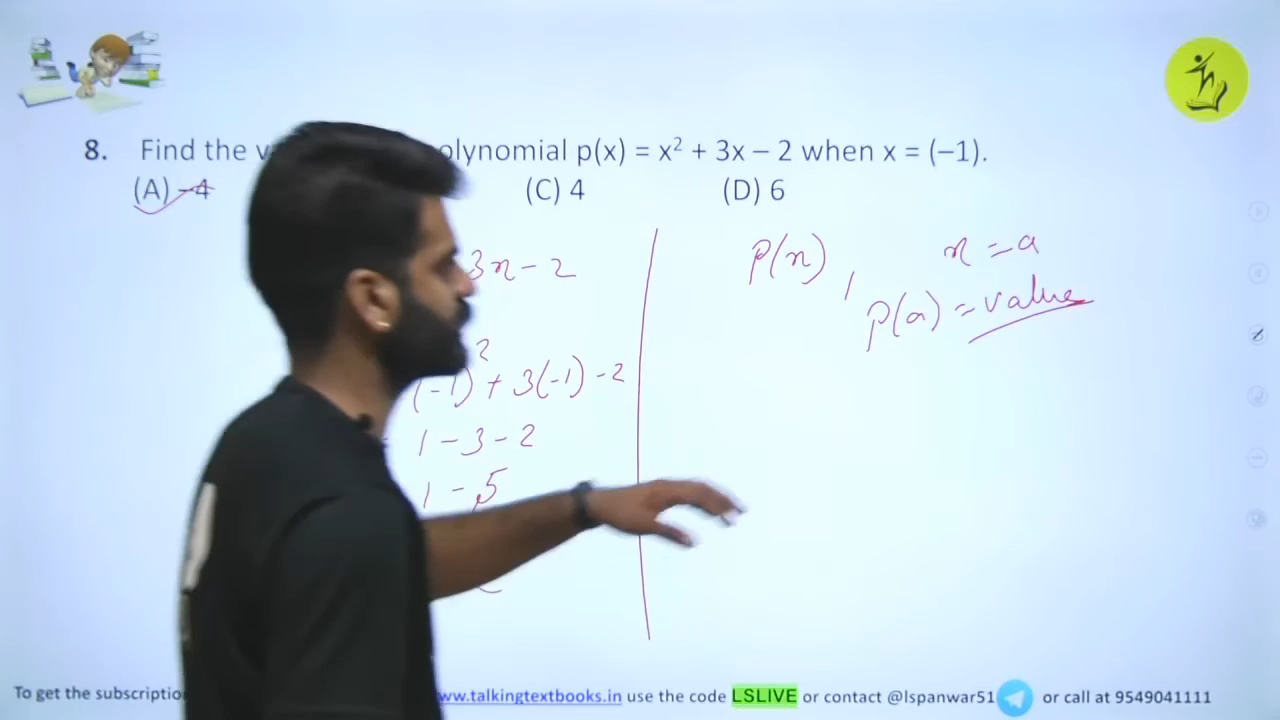 8. Find the olynomial p(x) = x² + 3x – 2 when x = (–1).
(A) –4 (C) 4 (D) 6
3x – 2
(-1)² + 3(-1) - 2
1 - 3 - 2
1 - 5
P(x), x = a
P(a) = value
To get the subscriptio ww.talkingtextbooks.in use the code LSLIVE or contact @lspanwar51 or call at 9549041111